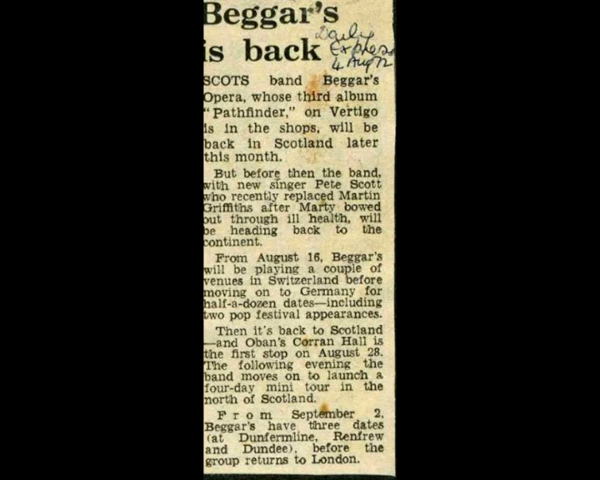 Beggar's
is back
Daily
Express
4 Aug 72
SCOTS band Beggar's
Opera, whose third album
"Pathfinder," on Vertigo
is in the shops, will be
back in Scotland later
this month.
But before then the band,
with new singer Pete Scott
who recently replaced Martin
Griffiths after Marty bowed
out through ill health, will
be heading back to the
continent.
From August 16, Beggar's
will be playing a couple of
venues in Switzerland before
moving on to Germany for
half-a-dozen dates—including
two pop festival appearances.
Then it's back to Scotland
—and Oban's Corran Hall is
the first stop on August 28.
The following evening the
band moves on to launch a
four-day mini tour in the
north of Scotland.
From September 2,
Beggar's have three dates
(at Dunfermline, Renfrew
and Dundee), before the
group returns to London.